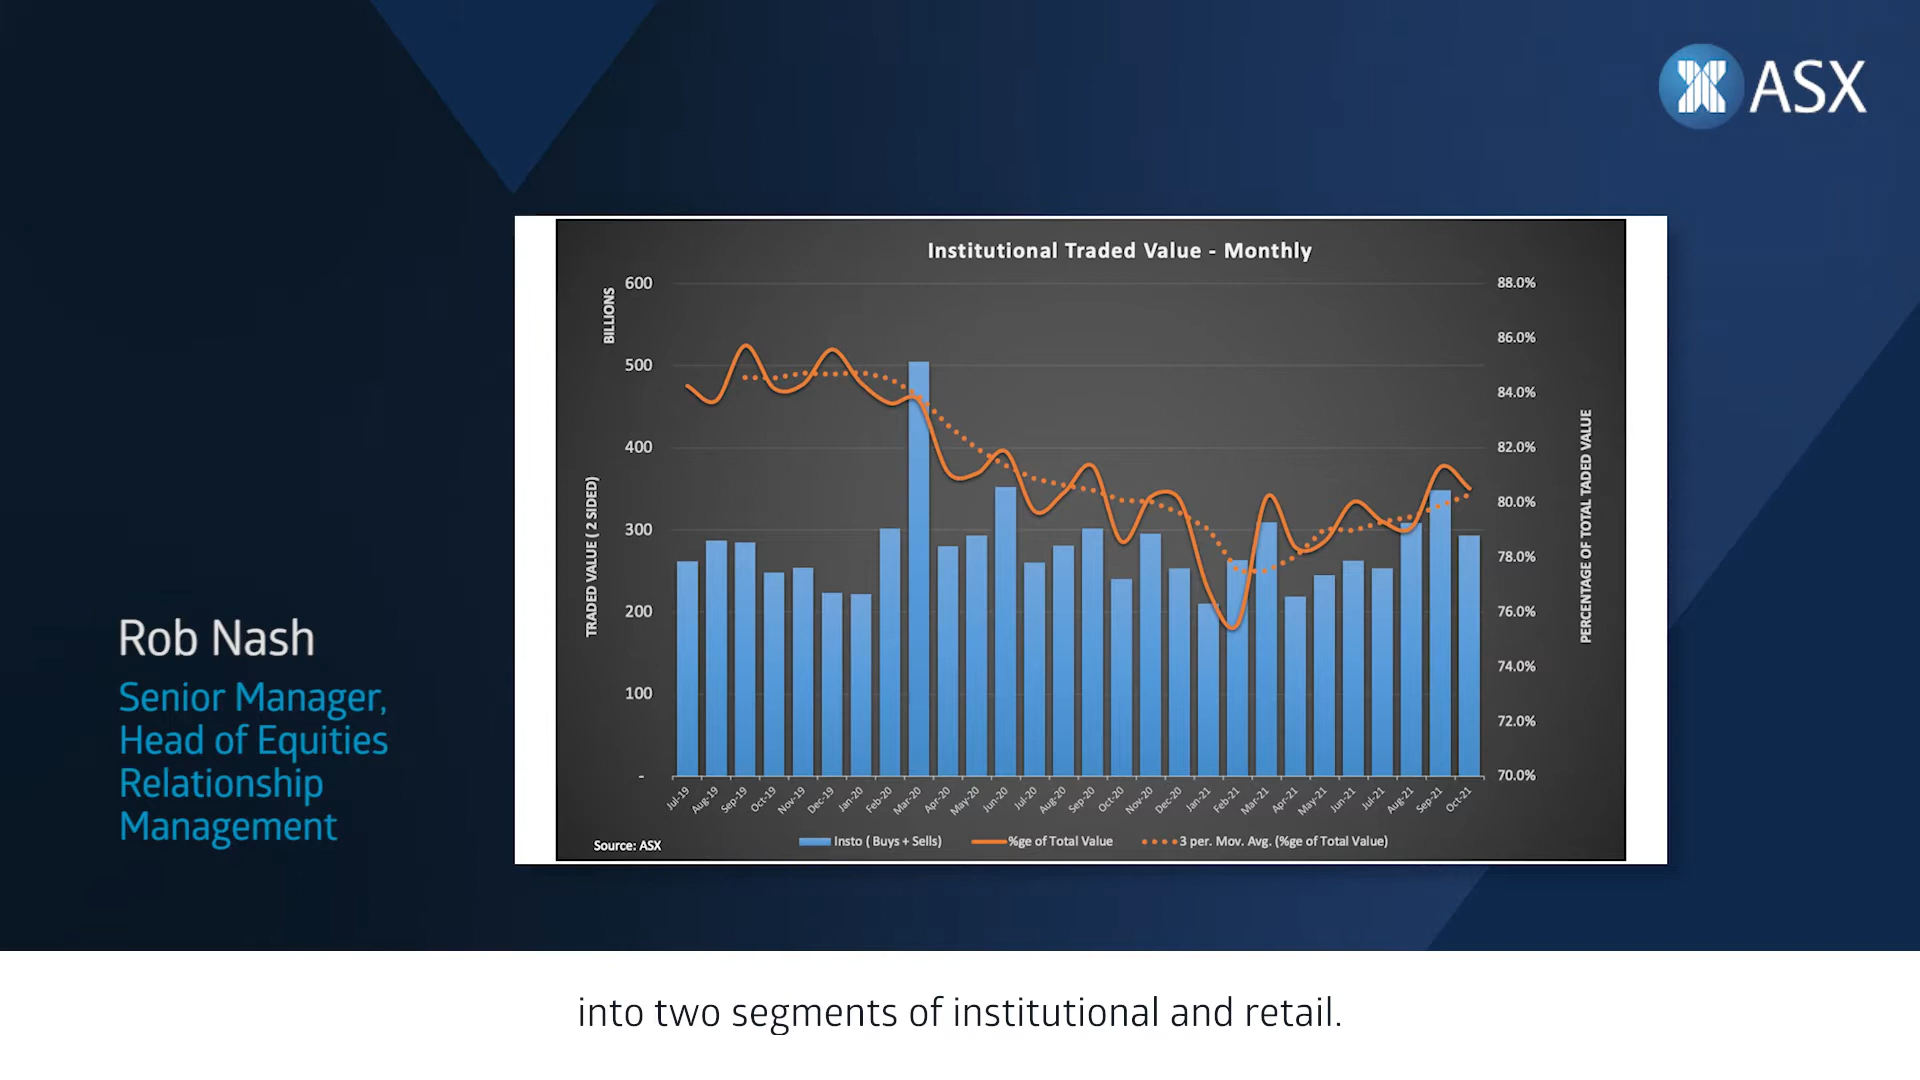 ASX
Institutional Traded Value - Monthly
BILLIONS
TRADED VALUE ( 2 SIDED)
600
500
400
300
200
100
-
88.0%
86.0%
84.0%
82.0%
80.0%
78.0%
76.0%
74.0%
72.0%
70.0%
PERCENTAGE OF TOTAL TADED VALUE
Jul-19
Aug-19
Sep-19
Oct-19
Nov-19
Dec-19
Jan-20
Feb-20
Mar-20
Apr-20
May-20
Jun-20
Jul-20
Aug-20
Sep-20
Oct-20
Nov-20
Dec-20
Jan-21
Feb-21
Mar-21
Apr-21
May-21
Jun-21
Jul-21
Aug-21
Sep-21
Oct-21
Source: ASX
Insto ( Buys + Sells)
%ge of Total Value
3 per. Mov. Avg. (%ge of Total Value)
Rob Nash
Senior Manager,
Head of Equities
Relationship
Management
into two segments of institutional and retail.